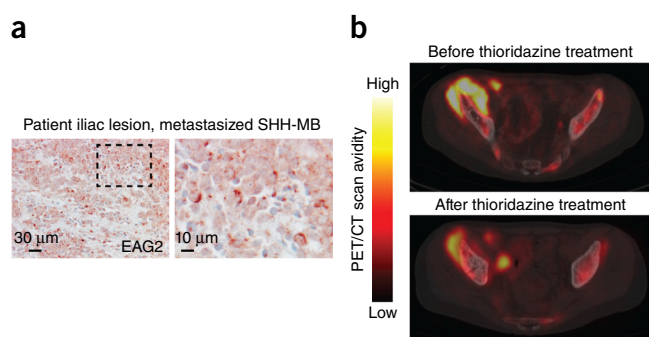 a
Patient iliac lesion, metastasized SHH-MB
30 μm
EAG2
10 μm
b
Before thioridazine treatment
High
PET/CT scan avidity
After thioridazine treatment
Low